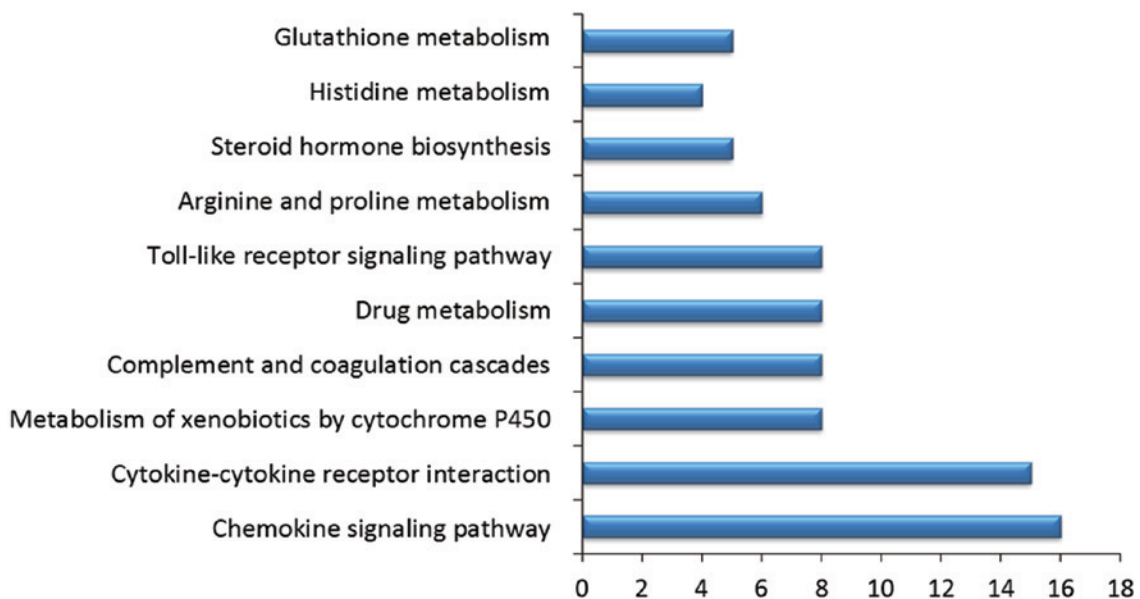 Glutathione metabolism
Histidine metabolism
Steroid hormone biosynthesis
Arginine and proline metabolism
Toll-like receptor signaling pathway
Drug metabolism
Complement and coagulation cascades
Metabolism of xenobiotics by cytochrome P450
Cytokine-cytokine receptor interaction
Chemokine signaling pathway
0 2 4 6 8 10 12 14 16 18